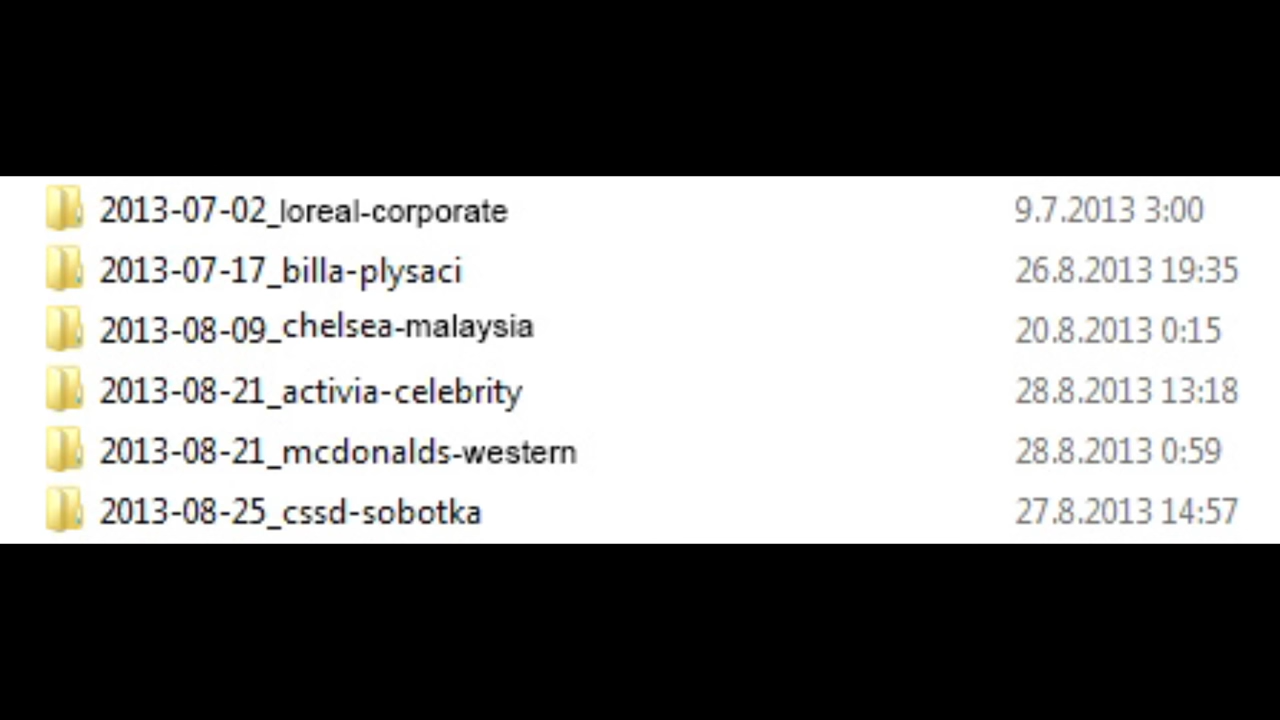 2013-07-02_loreal-corporate 9.7.2013 3:00
2013-07-17_billa-plysaci 26.8.2013 19:35
2013-08-09_chelsea-malaysia 20.8.2013 0:15
2013-08-21_activia-celebrity 28.8.2013 13:18
2013-08-21_mcdonalds-western 28.8.2013 0:59
2013-08-25_cssd-sobotka 27.8.2013 14:57